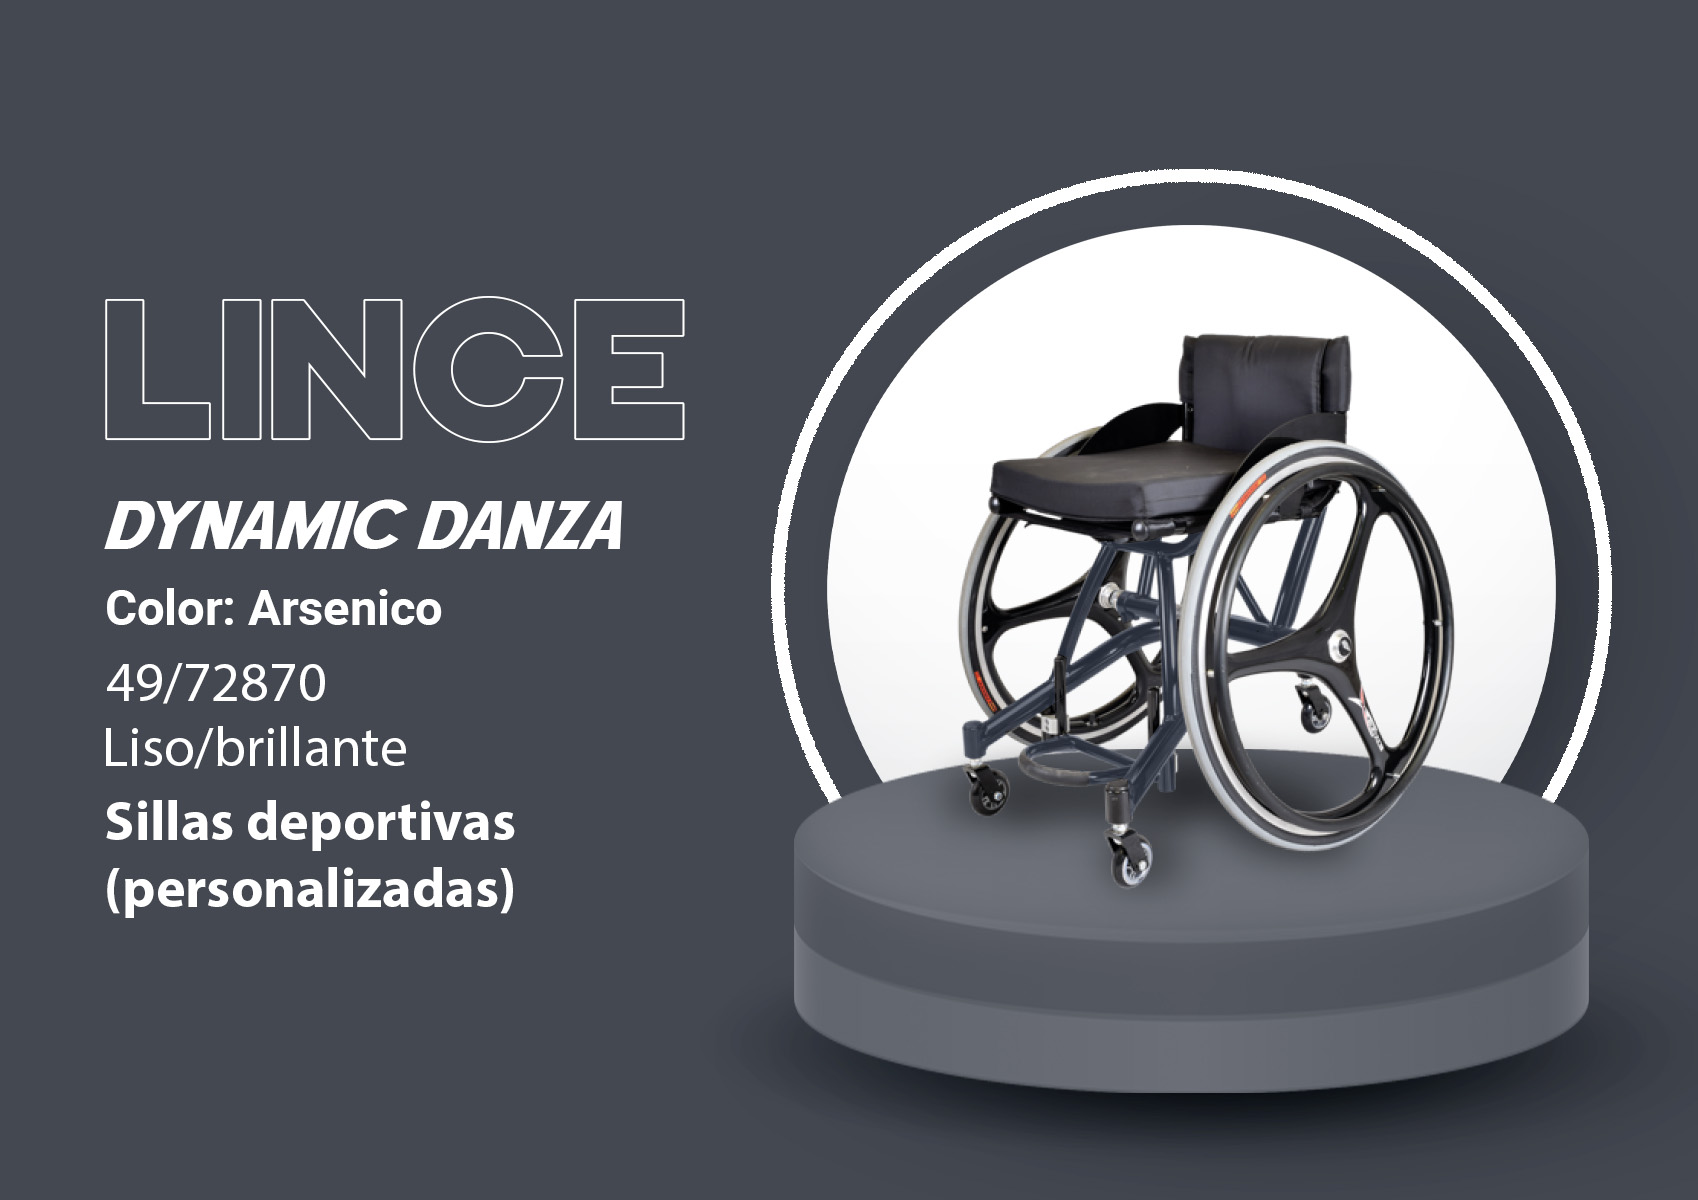 LINCE
DYNAMIC DANZA
Color: Arsenico
49/72870
Liso/brillante
Sillas deportivas
(personalizadas)